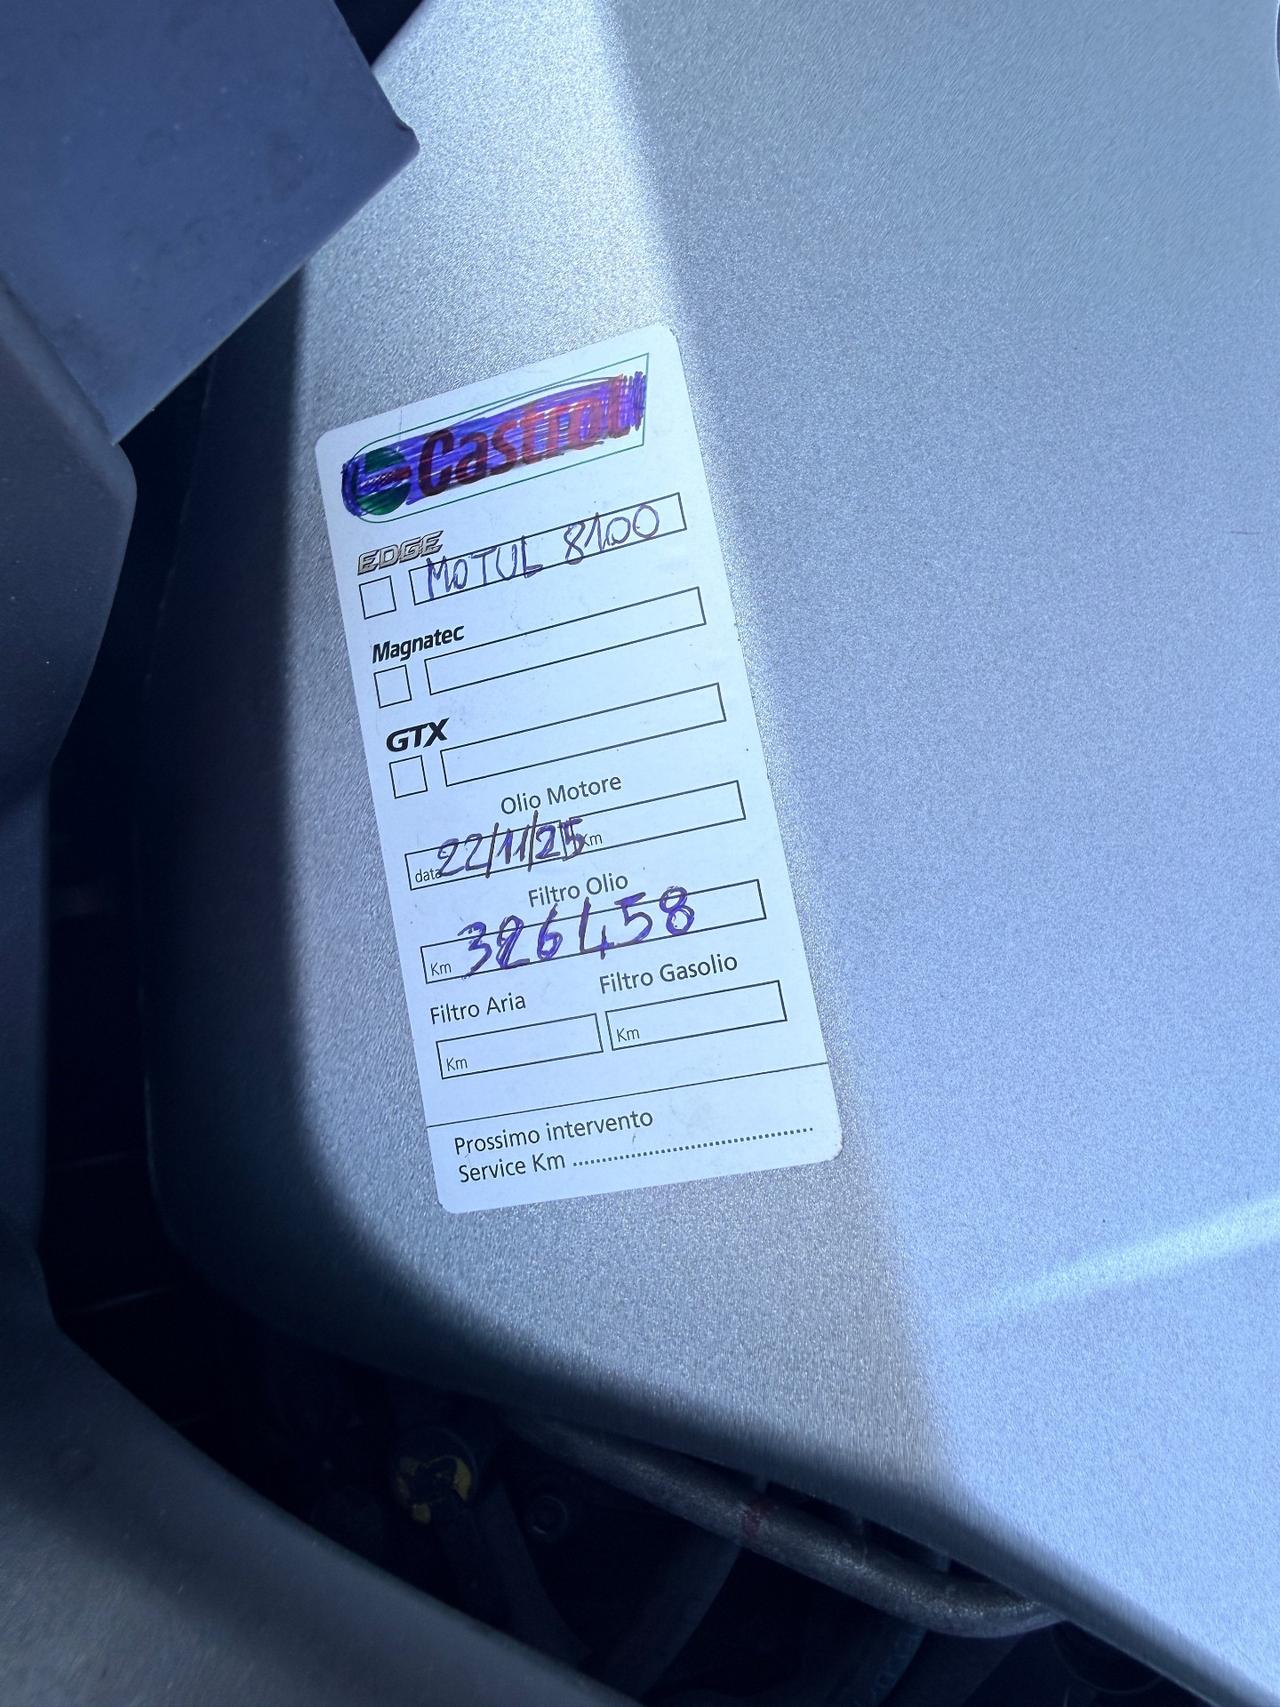 Castrol
EDGE
MOTUL 8100
Magnatec
GTX
Olio Motore
data 22/11/25 Km
Filtro Olio
Km 326458
Filtro Aria Filtro Gasolio
Km Km
Prossimo intervento
Service Km